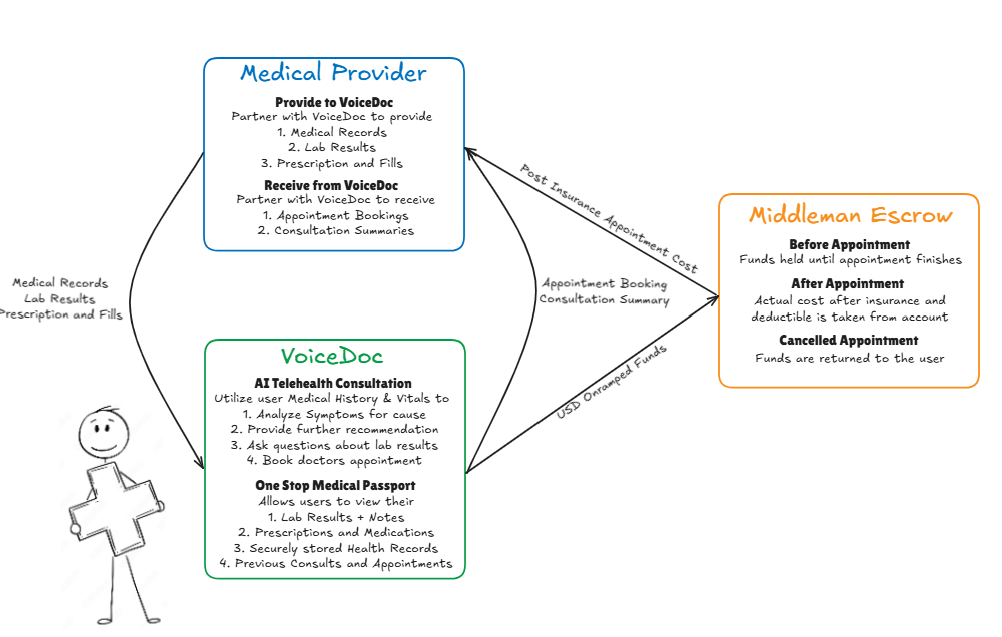 Medical Provider
Provide to VoiceDoc
Partner with VoiceDoc to provide
1. Medical Records
2. Lab Results
3. Prescription and Fills
Receive from VoiceDoc
Partner with VoiceDoc to receive
1. Appointment Bookings
2. Consultation Summaries
Post Insurance Appointment Cost
Middleman Escrow
Before Appointment
Funds held until appointment finishes
After Appointment
Actual cost after insurance and
deductible is taken from account
Cancelled Appointment
Funds are returned to the user
Medical Records
Lab Results
Prescription and Fills
Appointment Booking
Consultation Summary
USD Onramped Funds
VoiceDoc
AI Telehealth Consultation
Utilize user Medical History & Vitals to
1. Analyze Symptoms for cause
2. Provide further recommendation
3. Ask questions about lab results
4. Book doctors appointment
One Stop Medical Passport
Allows users to view their
1. Lab Results + Notes
2. Prescriptions and Medications
3. Securely stored Health Records
4. Previous Consults and Appointments